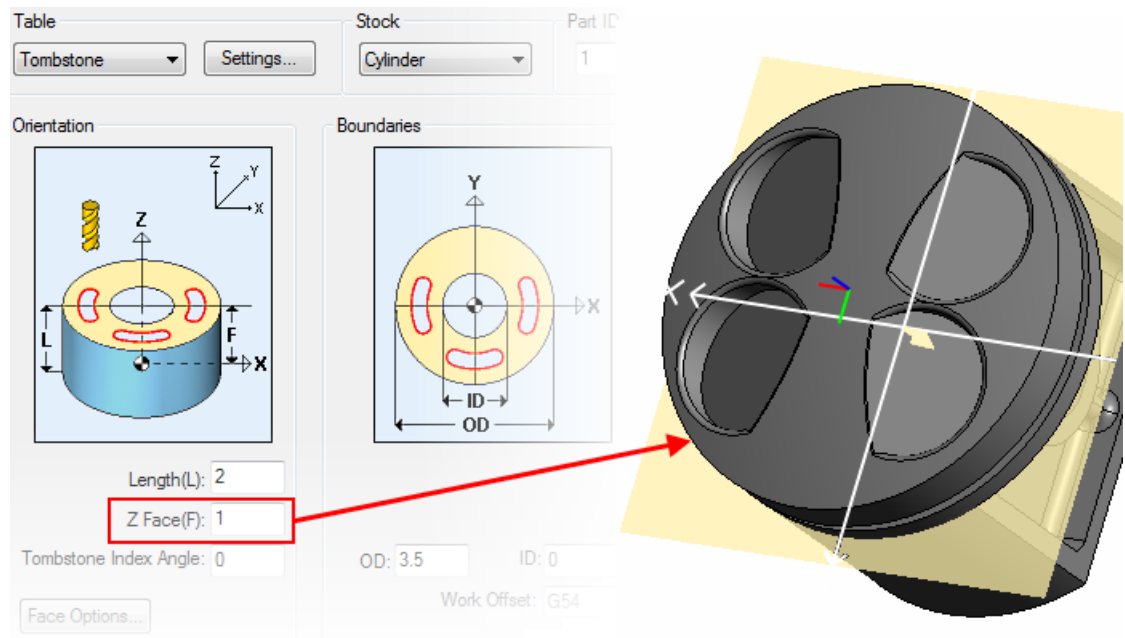 Table
Stock
Part ID
Tombstone
Settings...
Cylinder
1
Orientation
Boundaries
Z
Y
X
Z
L
F
X
Y
X
ID
OD
Length(L): 2
Z Face(F): 1
Tombstone Index Angle: 0
OD: 3.5
ID: 0
Work Offset: G54
Face Options...
X